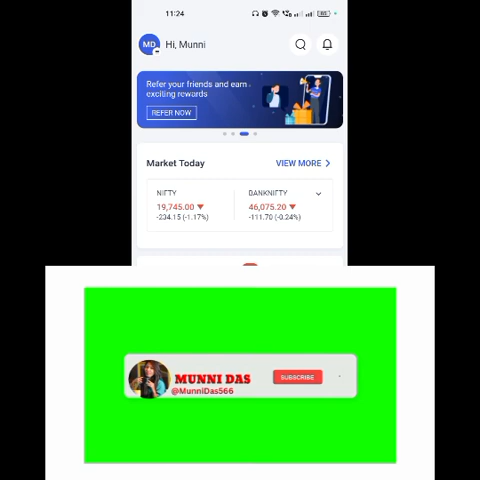 11:24
MD
Hi, Munni
Refer your friends and earn
exciting rewards
REFER NOW
Market Today
VIEW MORE
NIFTY
BANKNIFTY
19,745.00
46,075.20
-234.15 (-1.17%)
-111.70 (-0.24%)
MUNNI DAS
SUBSCRIBE
@MunniDas566